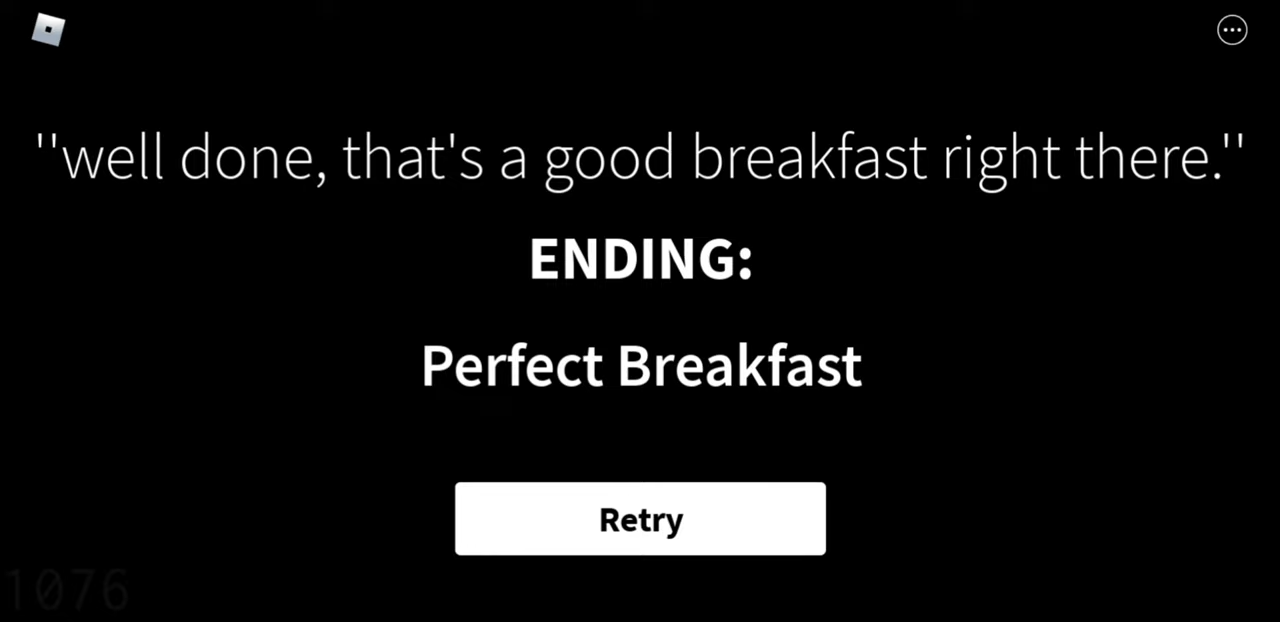 ''well done, that's a good breakfast right there.''
ENDING:
Perfect Breakfast
Retry
1076